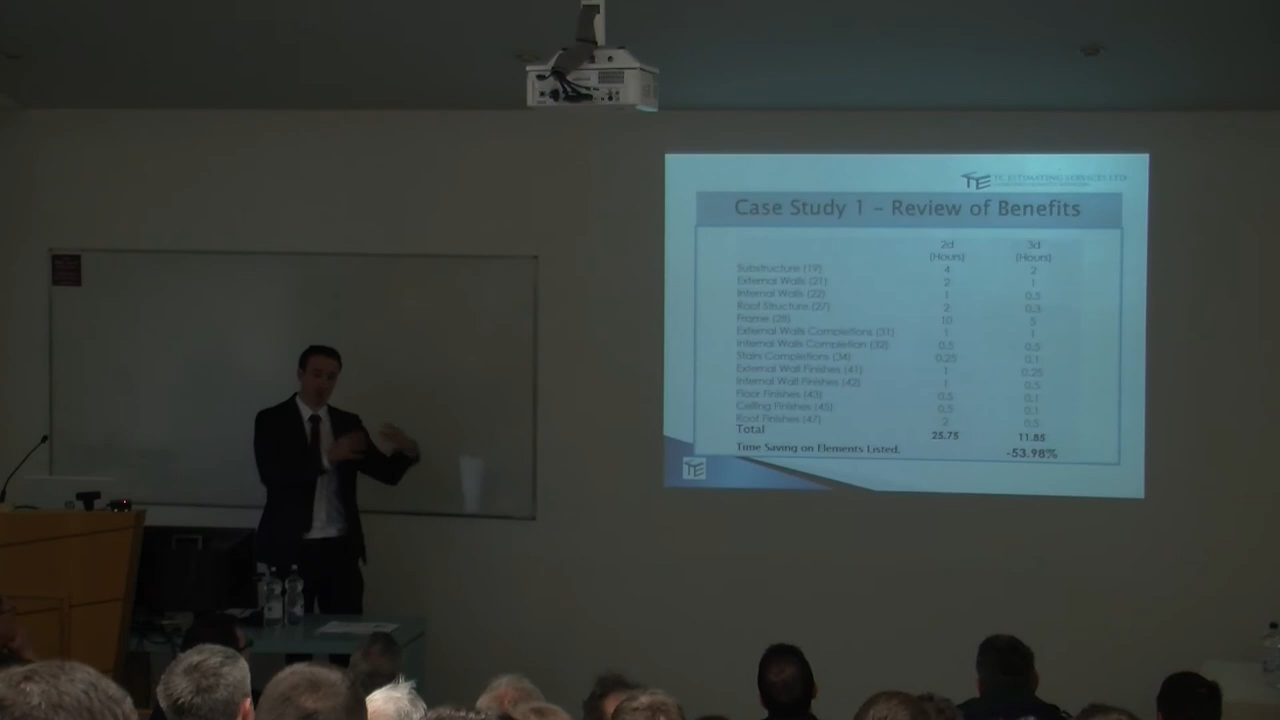 TE
TC ESTIMATING SERVICES LTD
Case Study 1 – Review of Benefits
2d 3d
(Hours) (Hours)
Substructure (19) 4 2
External Walls (21) 2 1
Internal Walls (22) 1 0.5
Roof Structure (27) 2 0.3
Frame (28) 10 5
External Walls Completions (31) 1 1
Internal Walls Completion (32) 0.5 0.5
Stairs Completions (34) 0.25 0.1
External Wall Finishes (41) 1 0.25
Internal Wall Finishes (42) 1 0.5
Floor Finishes (43) 0.5 0.1
Ceiling Finishes (45) 0.5 0.1
Roof Finishes (47) 2 0.5
Total 25.75 11.85
Time Saving on Elements Listed. -53.98%
TE